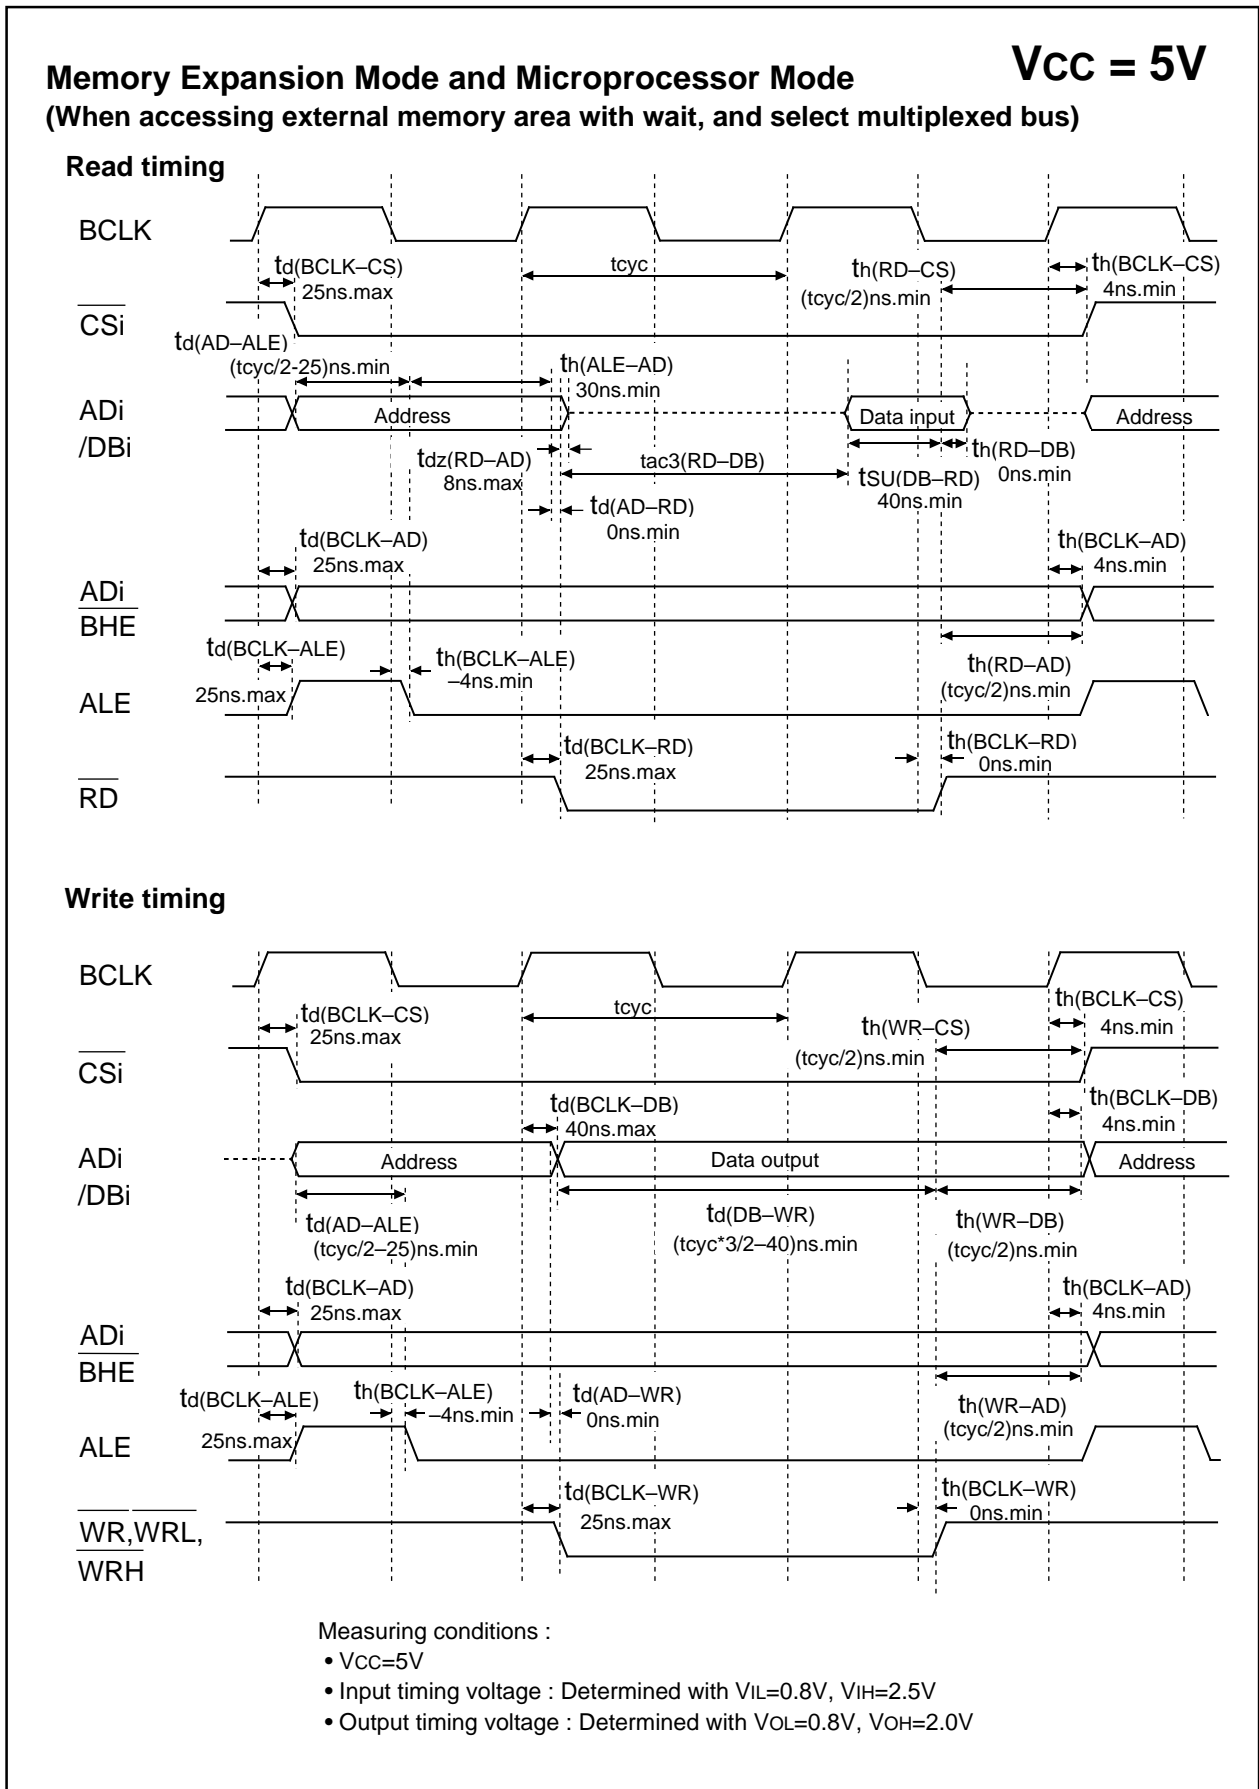 Memory Expansion Mode and Microprocessor Mode
VCC = 5V
(When accessing external memory area with wait, and select multiplexed bus)
Read timing
BCLK
td(BCLK–CS)
25ns.max
tcyc
th(RD–CS)
(tcyc/2)ns.min
th(BCLK–CS)
4ns.min
CSi
td(AD–ALE)
(tcyc/2-25)ns.min
th(ALE–AD)
30ns.min
ADi
/DBi
Address
Data input
Address
tdz(RD–AD)
8ns.max
tac3(RD–DB)
tSU(DB–RD)
40ns.min
th(RD–DB)
0ns.min
td(AD–RD)
0ns.min
td(BCLK–AD)
25ns.max
th(BCLK–AD)
4ns.min
ADi
BHE
td(BCLK–ALE)
25ns.max
th(BCLK–ALE)
–4ns.min
th(RD–AD)
(tcyc/2)ns.min
ALE
td(BCLK–RD)
25ns.max
th(BCLK–RD)
0ns.min
RD
Write timing
BCLK
td(BCLK–CS)
25ns.max
tcyc
th(WR–CS)
(tcyc/2)ns.min
th(BCLK–CS)
4ns.min
CSi
td(BCLK–DB)
40ns.max
th(BCLK–DB)
4ns.min
ADi
/DBi
Address
Data output
Address
td(AD–ALE)
(tcyc/2–25)ns.min
td(DB–WR)
(tcyc*3/2–40)ns.min
th(WR–DB)
(tcyc/2)ns.min
td(BCLK–AD)
25ns.max
th(BCLK–AD)
4ns.min
ADi
BHE
td(BCLK–ALE)
25ns.max
th(BCLK–ALE)
–4ns.min
td(AD–WR)
0ns.min
th(WR–AD)
(tcyc/2)ns.min
ALE
td(BCLK–WR)
25ns.max
th(BCLK–WR)
0ns.min
WR,WRL,
WRH
Measuring conditions :
• VCC=5V
• Input timing voltage : Determined with VIL=0.8V, VIH=2.5V
• Output timing voltage : Determined with VOL=0.8V, VOH=2.0V